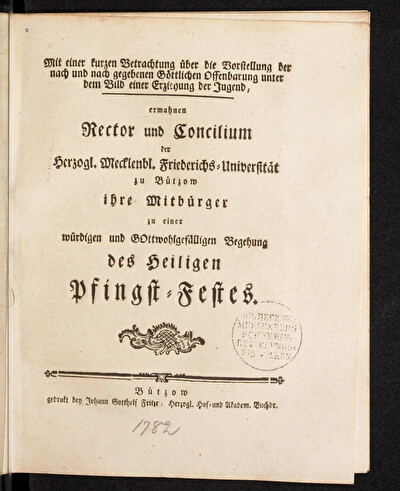 Mit einer kurzen Betrachtung über die Vorstellung der
nach und nach gegebenen Göttlichen Offenbarung unter
dem Bild einer Erziehung der Jugend,
ermahnen
Rector und Concilium
der
Herzogl. Mecklenbl. Friederichs-Universität
zu Bützow
ihre Mitbürger
zu einer
würdigen und GOttwohlgefälligen Begehung
des Heiligen
Pfingst-Festes.
Bützow
gedrukt bey Johann Gotthelf Fritze, Herzogl. Hof- und Akadem. Buchdr.
1782